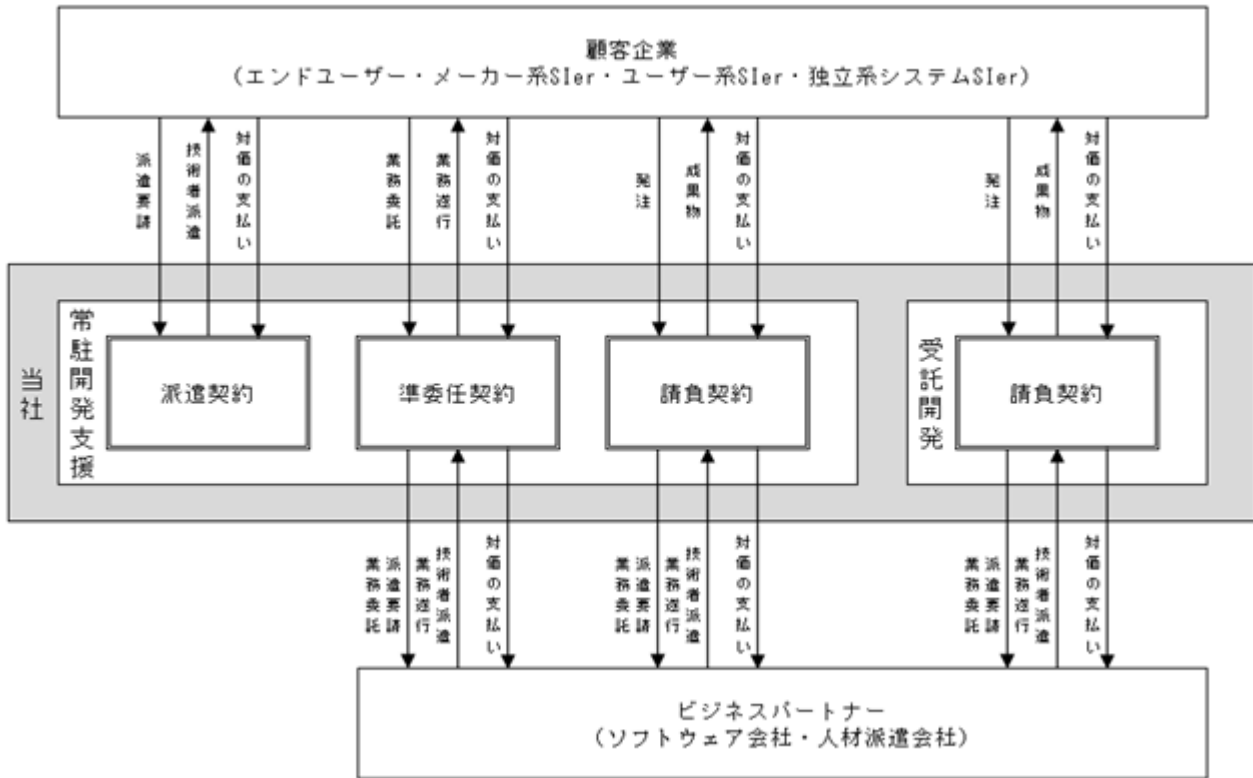 顧客企業
(エンドユーザー・メーカー系SIer・ユーザー系SIer・独立系システムSIer)
派遣要請
技術者派遣
対価の支払い
業務委託
業務遂行
対価の支払い
発注
成果物
対価の支払い
発注
成果物
対価の支払い
当社
常駐開発支援
派遣契約
準委任契約
請負契約
受託開発
請負契約
業務委託
派遣要請
業務遂行
技術者派遣
対価の支払い
業務委託
派遣要請
業務遂行
技術者派遣
対価の支払い
業務委託
派遣要請
業務遂行
技術者派遣
対価の支払い
ビジネスパートナー
(ソフトウェア会社・人材派遣会社)